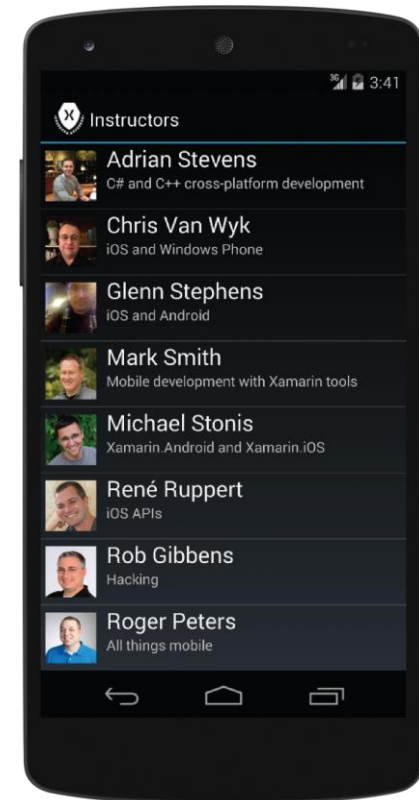 3G 3:41
X Instructors
Adrian Stevens
C# and C++ cross-platform development
Chris Van Wyk
iOS and Windows Phone
Glenn Stephens
iOS and Android
Mark Smith
Mobile development with Xamarin tools
Michael Stonis
Xamarin.Android and Xamarin.iOS
René Ruppert
iOS APIs
Rob Gibbens
Hacking
Roger Peters
All things mobile